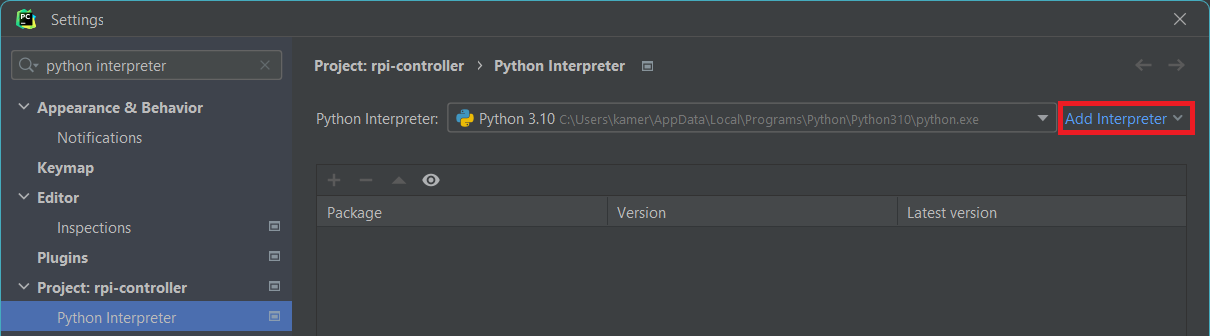 PC
Settings
python interpreter
Appearance & Behavior
Notifications
Keymap
Editor
Inspections
Plugins
Project: rpi-controller
Python Interpreter
Project: rpi-controller › Python Interpreter
Python Interpreter: Python 3.10 C:\Users\kamer\AppData\Local\Programs\Python\Python310\python.exe Add Interpreter
Package Version Latest version